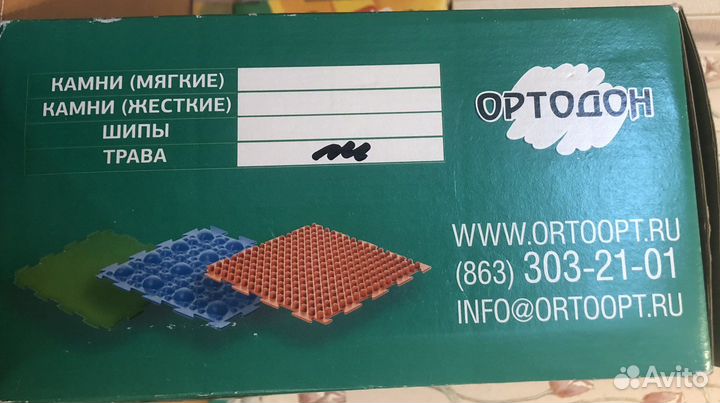 КАМНИ (МЯГКИЕ)
КАМНИ (ЖЕСТКИЕ)
ШИПЫ
ТРАВА
ОРТОДОН
WWW.ORTOOPT.RU
(863) 303-21-01
INFO@ORTOOPT.RU
Avito